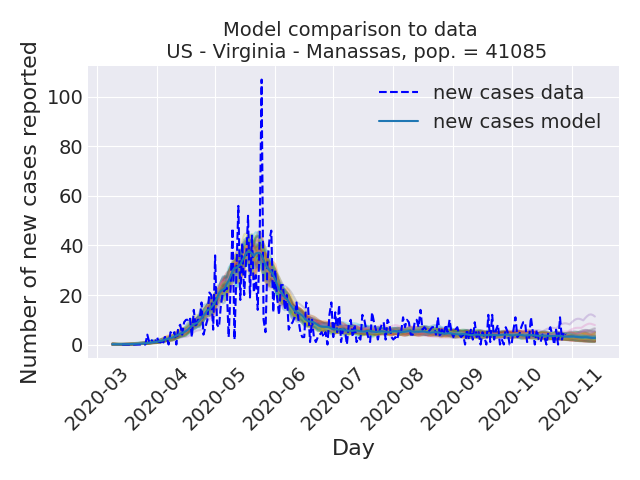 Model comparison to data
US - Virginia - Manassas, pop. = 41085
Number of new cases reported
100
80
60
40
20
0
new cases data
new cases model
2020-03
2020-04
2020-05
2020-06
2020-07
2020-08
2020-09
2020-10
2020-11
Day